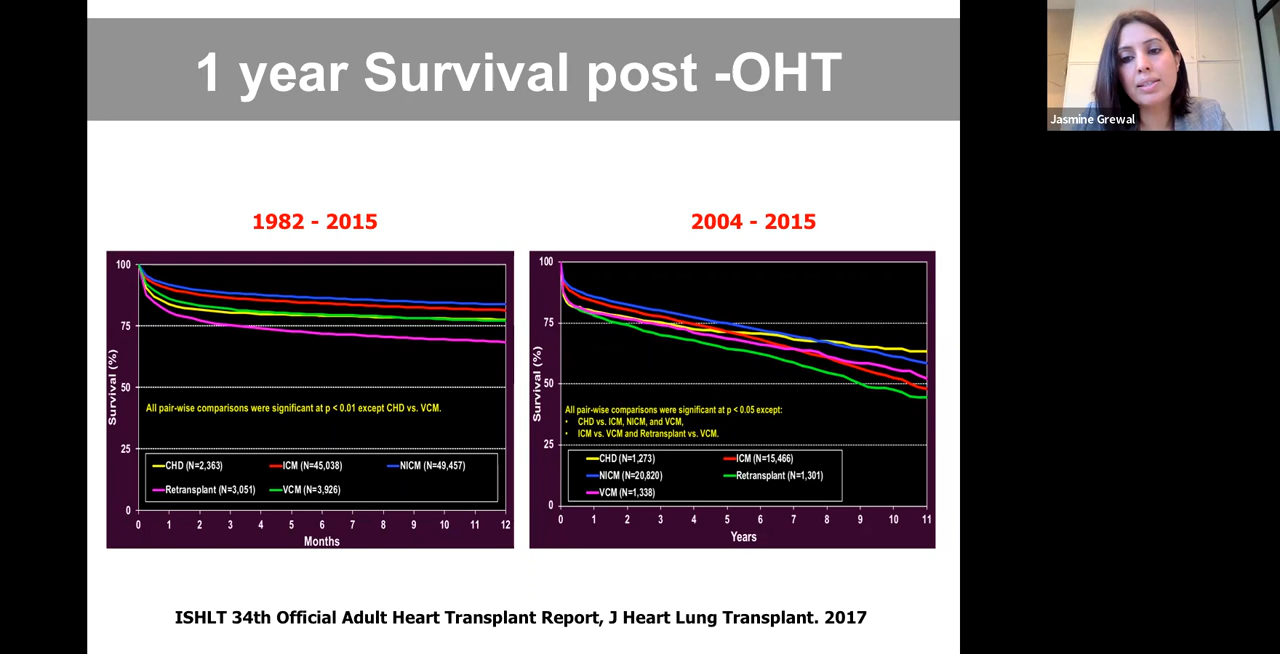 1 year Survival post -OHT
Jasmine Grewal
1982 - 2015
2004 - 2015
100
75
50
25
0
Survival (%)
All pair-wise comparisons were significant at p < 0.01 except CHD vs. VCM.
CHD (N=2,363) ICM (N=45,038) NICM (N=49,457)
Retransplant (N=3,051) VCM (N=3,926)
0 1 2 3 4 5 6 7 8 9 10 11 12
Months
100
75
50
25
0
Survival (%)
All pair-wise comparisons were significant at p < 0.05 except:
• CHD vs. ICM, NICM, and VCM,
• ICM vs. VCM and Retransplant vs. VCM.
CHD (N=1,273) ICM (N=15,466)
NICM (N=20,820) Retransplant (N=1,301)
VCM (N=1,338)
0 1 2 3 4 5 6 7 8 9 10 11
Years
ISHLT 34th Official Adult Heart Transplant Report, J Heart Lung Transplant. 2017